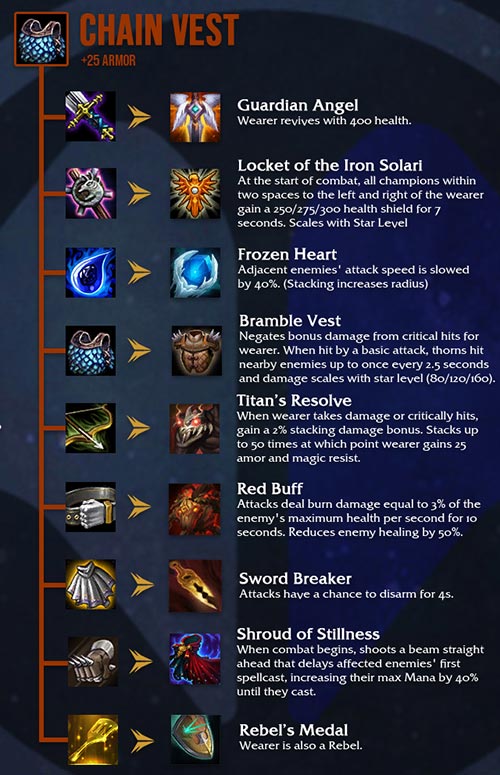 CHAIN VEST
+25 ARMOR
Guardian Angel
Wearer revives with 400 health.
Locket of the Iron Solari
At the start of combat, all champions within
two spaces to the left and right of the wearer
gain a 250/275/300 health shield for 7
seconds. Scales with Star Level
Frozen Heart
Adjacent enemies' attack speed is slowed
by 40%. (Stacking increases radius)
Bramble Vest
Negates bonus damage from critical hits for
wearer. When hit by a basic attack, thorns hit
nearby enemies up to once every 2.5 seconds
and damage scales with star level (80/120/160).
Titan's Resolve
When wearer takes damage or critically hits,
gain a 2% stacking damage bonus. Stacks up
to 50 times at which point wearer gains 25
amor and magic resist.
Red Buff
Attacks deal burn damage equal to 3% of the
enemy's maximum health per second for 10
seconds. Reduces enemy healing by 50%.
Sword Breaker
Attacks have a chance to disarm for 4s.
Shroud of Stillness
When combat begins, shoots a beam straight
ahead that delays affected enemies' first
spellcast, increasing their max Mana by 40%
until they cast.
Rebel's Medal
Wearer is also a Rebel.